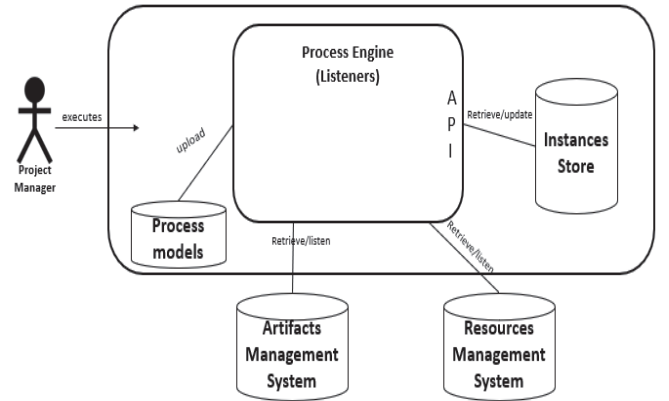 Process Engine
(Listeners)
A
P
I
Retrieve/update
Instances
Store
executes
upload
Project
Manager
Process
models
Retrieve/listen
Retrieve/listen
Artifacts
Management
System
Resources
Management
System